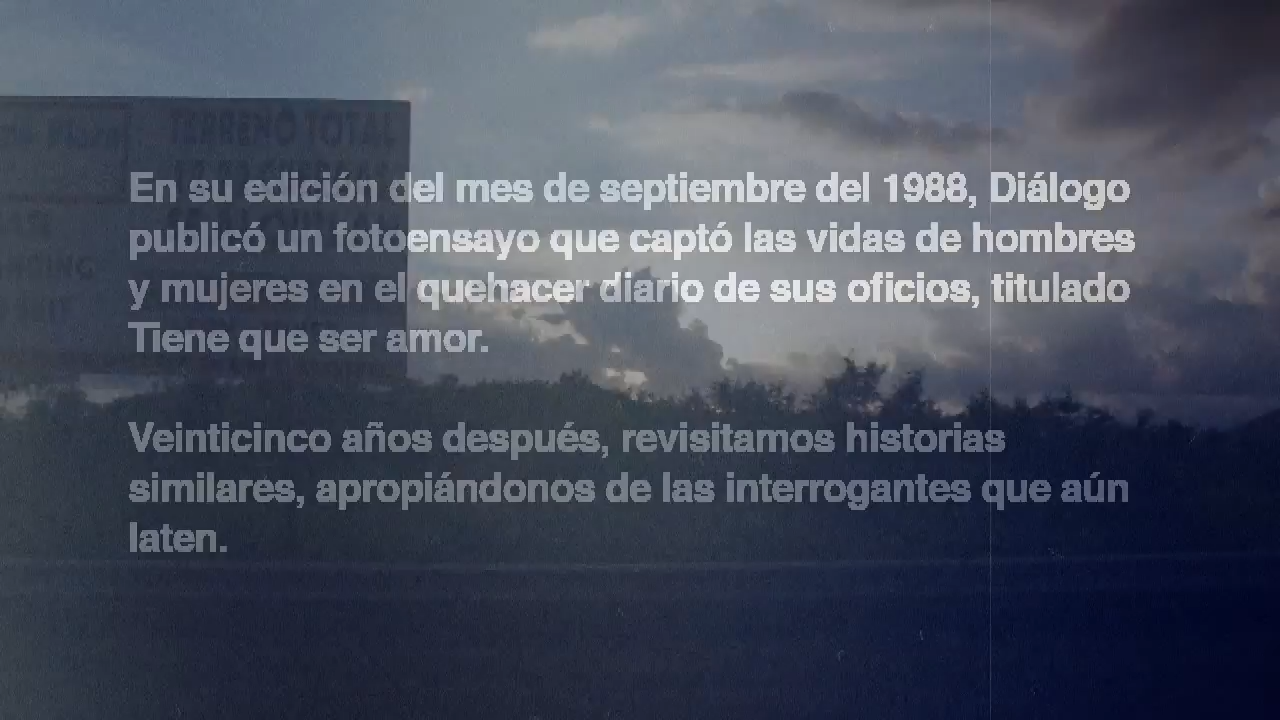 TERRENO TOTAL
En su edición del mes de septiembre del 1988, Diálogo
publicó un fotoensayo que captó las vidas de hombres
y mujeres en el quehacer diario de sus oficios, titulado
Tiene que ser amor.
Veinticinco años después, revisitamos historias
similares, apropiándonos de las interrogantes que aún
laten.